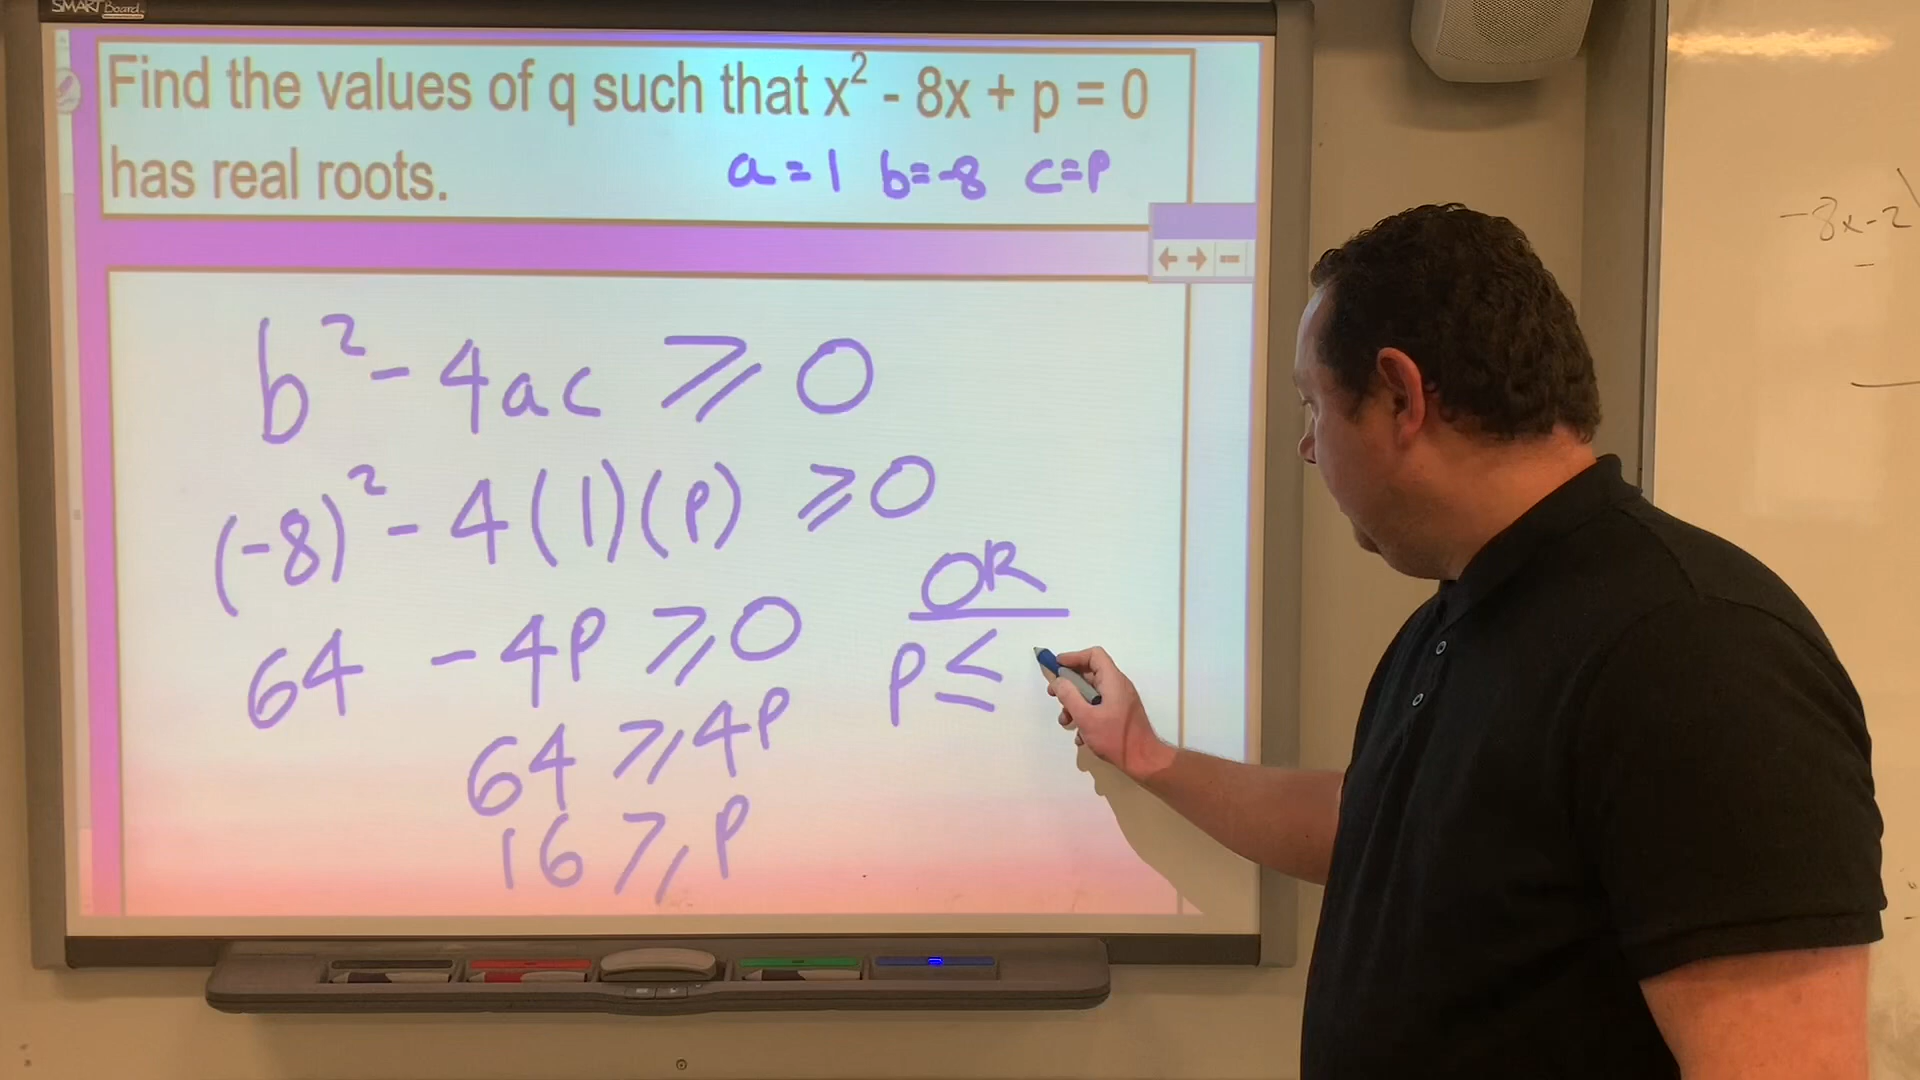 SMART Board
Find the values of q such that x² - 8x + p = 0
has real roots.
a = 1 b = -8 c = p
b² - 4ac ⩾ 0
(-8)² - 4(1)(p) ⩾ 0
64 - 4p ⩾ 0
64 ⩾ 4p
16 ⩾ p
OR
p ≤
-8x-2